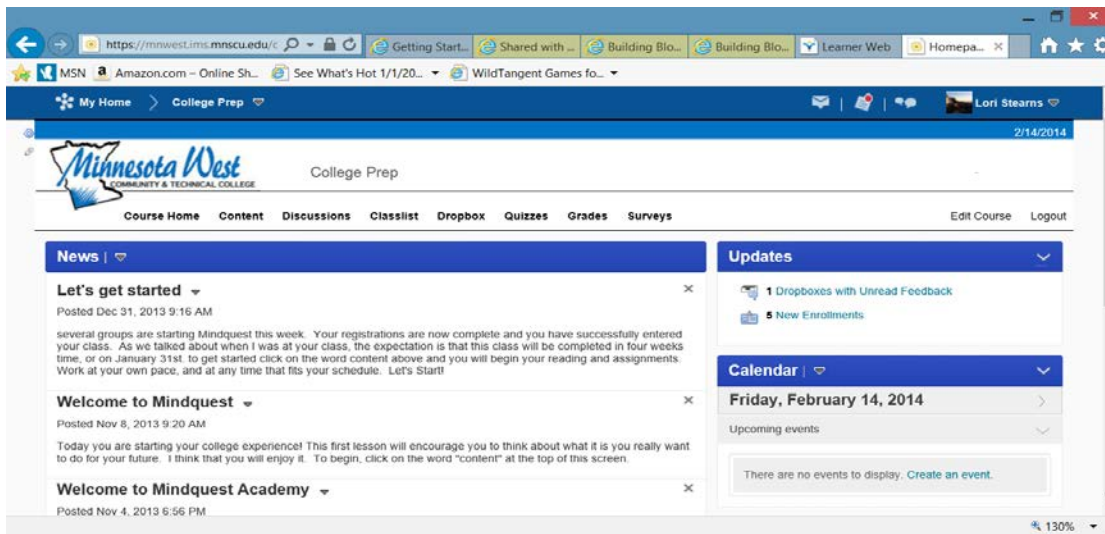 https://mnwest.ims.mnscu.edu/c
Getting Start...
Shared with ...
Building Blo...
Building Blo...
Learner Web
Homepa...
MSN
Amazon.com – Online Sh...
See What's Hot 1/1/20...
WildTangent Games fo...
My Home
College Prep
Lori Stearns
2/14/2014
Minnesota West
COMMUNITY & TECHNICAL COLLEGE
College Prep
Course Home Content Discussions Classlist Dropbox Quizzes Grades Surveys
Edit Course Logout
News
Let's get started
Posted Dec 31, 2013 9:16 AM
several groups are starting Mindquest this week. Your registrations are now complete and you have successfully entered
your class. As we talked about when I was at your class, the expectation is that this class will be completed in four weeks
time, or on January 31st. to get started click on the word content above and you will begin your reading and assignments.
Work at your own pace, and at any time that fits your schedule. Let's Start!
Welcome to Mindquest
Posted Nov 8, 2013 9:20 AM
Today you are starting your college experience! This first lesson will encourage you to think about what it is you really want
to do for your future. I think that you will enjoy it. To begin, click on the word "content" at the top of this screen.
Welcome to Mindquest Academy
Posted Nov 4, 2013 6:56 PM
Updates
1 Dropboxes with Unread Feedback
5 New Enrollments
Calendar
Friday, February 14, 2014
Upcoming events
There are no events to display. Create an event.
130%